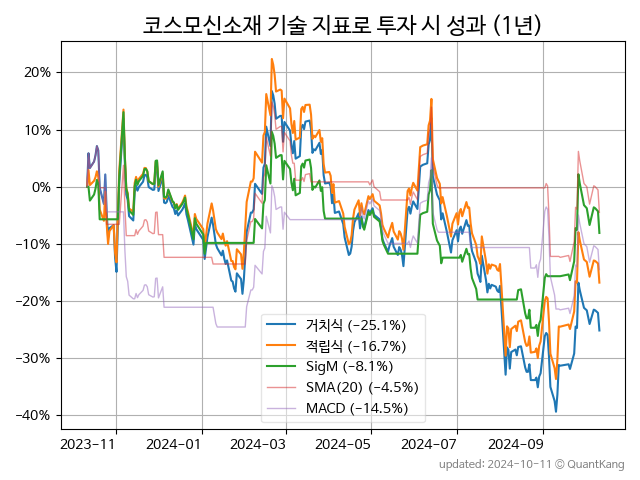 코스모신소재 기술 지표로 투자 시 성과 (1년)
20%
10%
0%
-10%
-20%
-30%
-40%
거치식 (-25.1%)
적립식 (-16.7%)
SigM (-8.1%)
SMA(20) (-4.5%)
MACD (-14.5%)
2023-11
2024-01
2024-03
2024-05
2024-07
2024-09
updated: 2024-10-11 © QuantKang